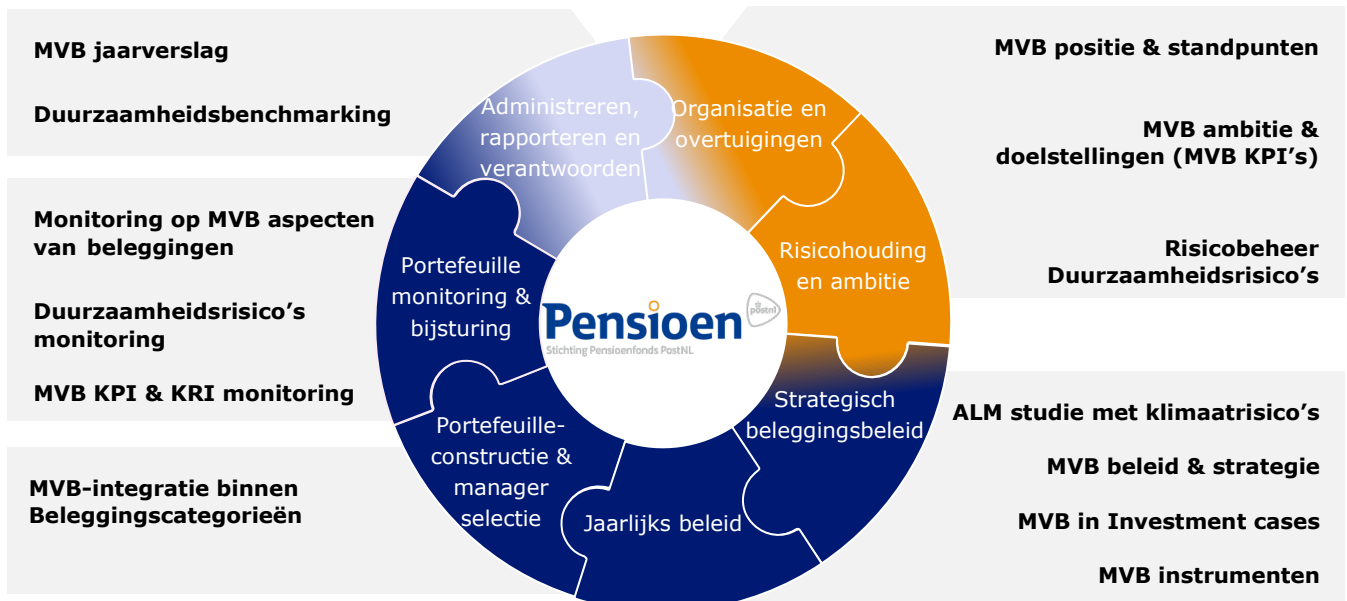 MVB jaarverslag
Duurzaamheidsbenchmarking
Monitoring op MVB aspecten
van beleggingen
Duurzaamheidsrisico’s
monitoring
MVB KPI & KRI monitoring
MVB-integratie binnen
Beleggingscategorieën
Administreren,
rapporteren en
verantwoorden
Organisatie en
overtuigingen
Risicohouding
en ambitie
Strategisch
beleggingsbeleid
Jaarlijks beleid
Portefeuille-
constructie &
manager
selectie
Portefeuille
monitoring &
bijsturing
Pensioen
postnl
Stichting Pensioenfonds PostNL
MVB positie & standpunten
MVB ambitie &
doelstellingen (MVB KPI’s)
Risicobeheer
Duurzaamheidsrisico’s
ALM studie met klimaatrisico’s
MVB beleid & strategie
MVB in Investment cases
MVB instrumenten